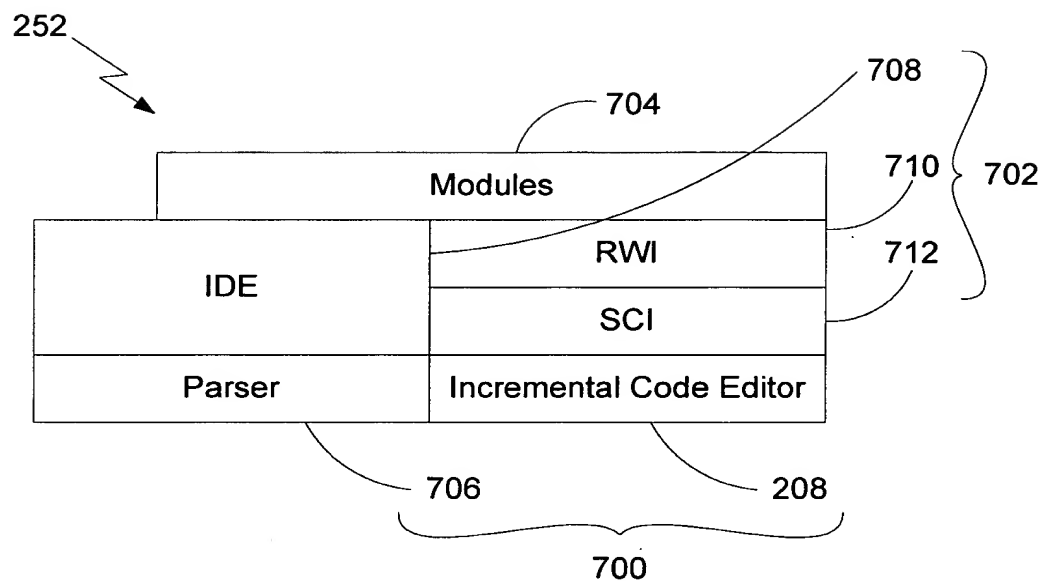 252
708
704
Modules
710
702
RWI
712
IDE
SCI
Parser
Incremental Code Editor
706
208
700